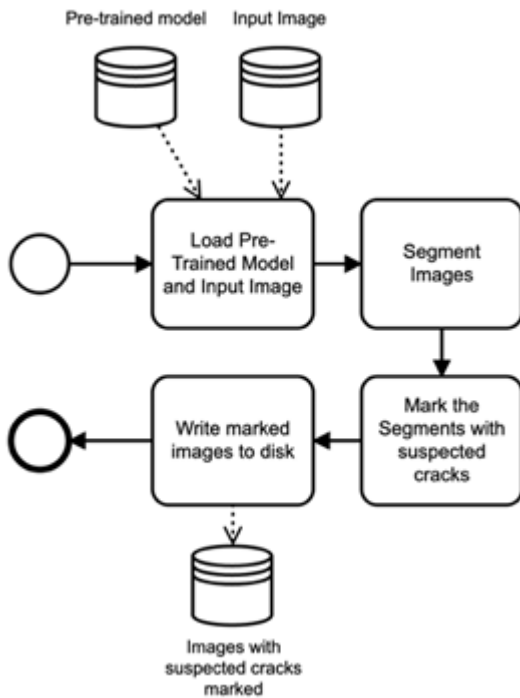 Pre-trained model
Input Image
Load Pre-
Trained Model
and Input Image
Segment
Images
Mark the
Segments with
suspected
cracks
Write marked
images to disk
Images with
suspected cracks
marked